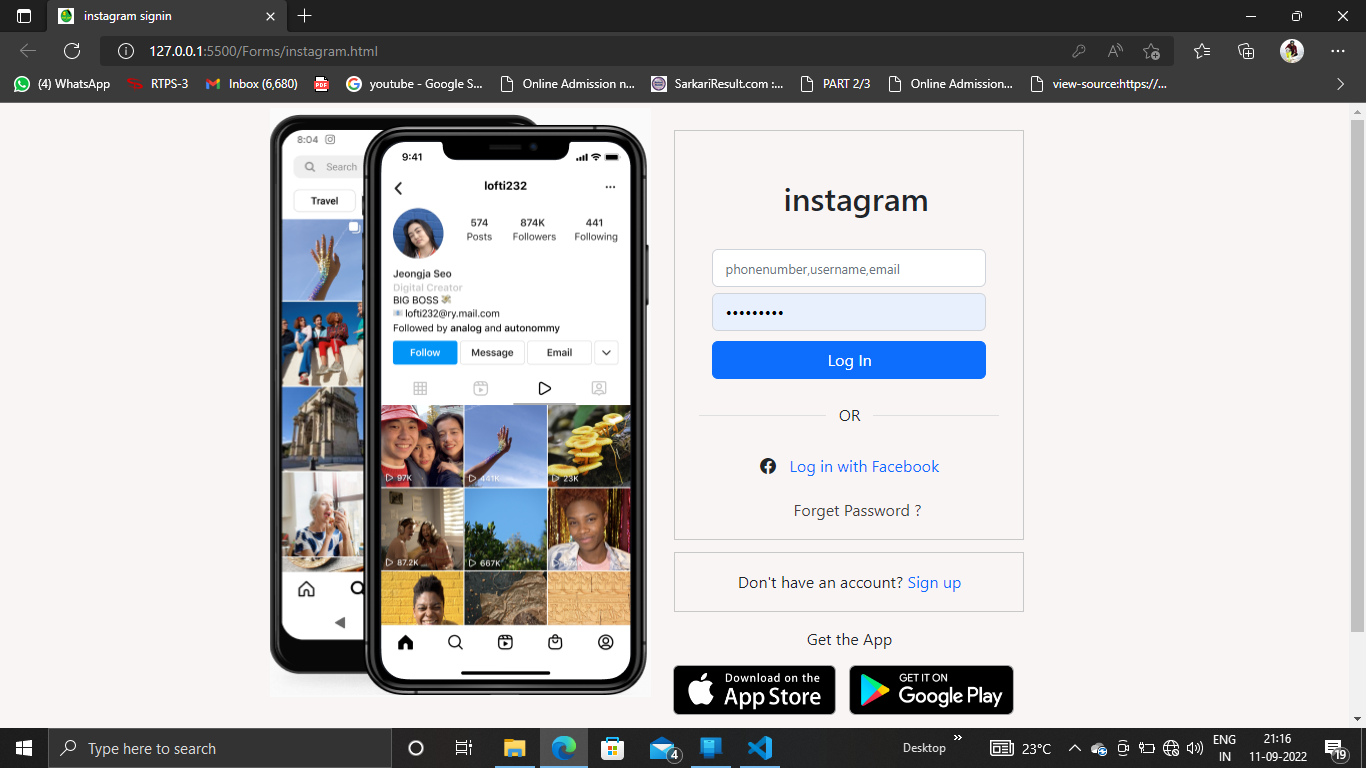 instagram signin
127.0.0.1:5500/Forms/instagram.html
(4) WhatsApp RTPS-3 Inbox (6,680) PDF youtube - Google S... Online Admission n... SarkariResult.com :... PART 2/3 Online Admission... view-source:https://...
8:04
Search
Travel
9:41
lofti232
574 874K 441
Posts Followers Following
Jeongja Seo
Digital Creator
BIG BOSS
lofti232@ry.mail.com
Followed by analog and autonommy
Follow Message Email
97K 441K 23K
87.2K 667K
instagram
phonenumber,username,email
Log In
OR
Log in with Facebook
Forget Password ?
Don't have an account? Sign up
Get the App
Download on the
App Store
GET IT ON
Google Play
Type here to search
4
Desktop
23°C
ENG
IN
21:16
11-09-2022
19